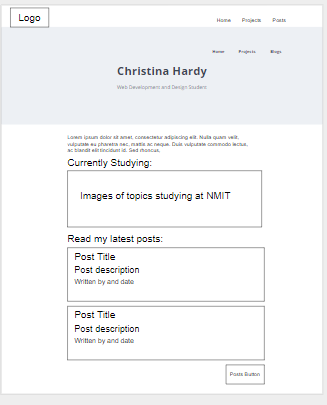 Logo
Home Projects Posts
Home Projects Blogs
Christina Hardy
Web Development and Design Student
Lorem ipsum dolor sit amet, consectetur adipiscing elit. Nulla quam velit,
vulputate eu pharetra nec, mattis ac neque. Duis vulputate commodo lectus,
ac blandit elit tincidunt id. Sed rhoncus,
Currently Studying:
Images of topics studying at NMIT
Read my latest posts:
Post Title
Post description
Written by and date
Post Title
Post description
Written by and date
Posts Button